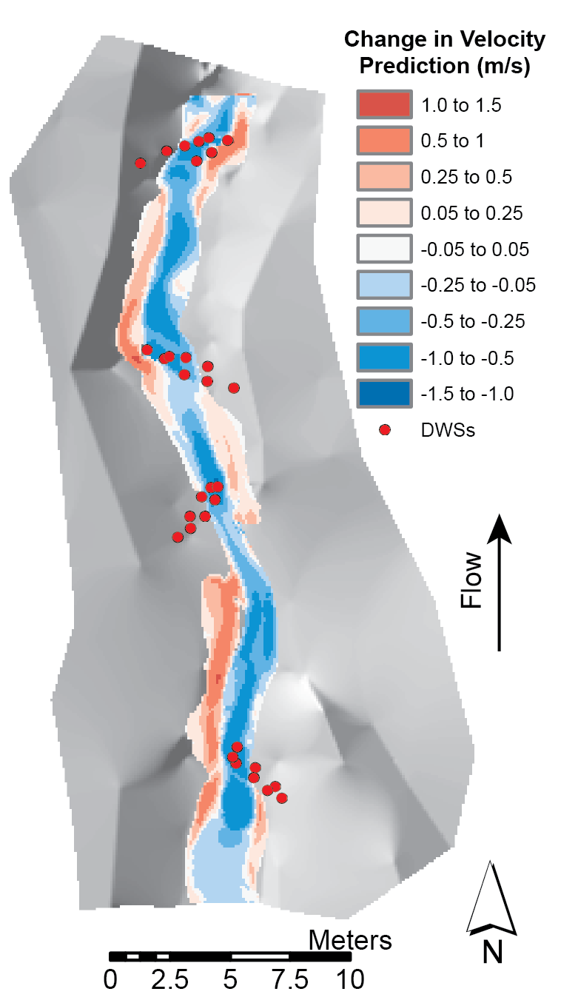 Change in Velocity
Prediction (m/s)
1.0 to 1.5
0.5 to 1
0.25 to 0.5
0.05 to 0.25
-0.05 to 0.05
-0.25 to -0.05
-0.5 to -0.25
-1.0 to -0.5
-1.5 to -1.0
DWSs
Flow
N
Meters
0 2.5 5 7.5 10